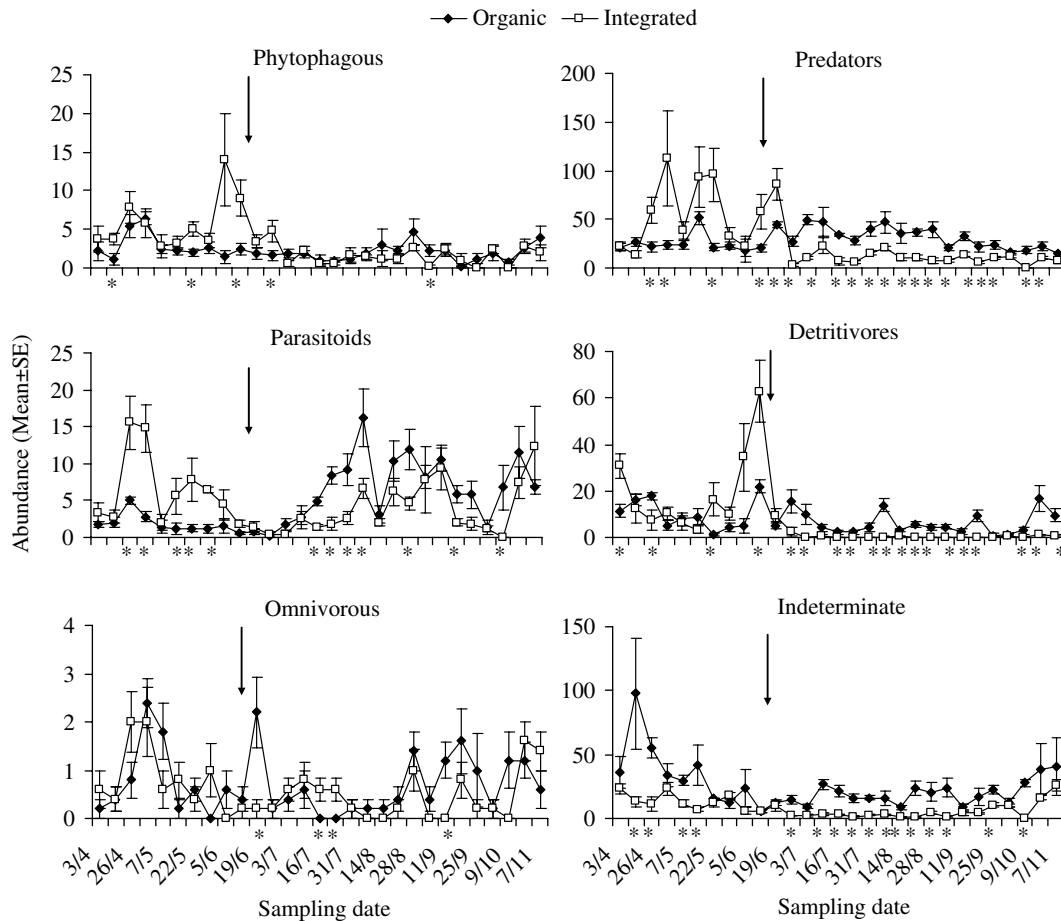 Organic Integrated
Phytophagous
25
20
15
10
5
0
* * * * *
Predators
200
150
100
50
0
* * * * * * * * * * * * * * * * * * *
Parasitoids
25
20
15
10
5
0
* * * * * * * * * * * *
Detritivores
80
60
40
20
0
* * * * * * * * * * * * * * * * * * *
Abundance (Mean±SE)
Omnivorous
4
3
2
1
0
* * * *
3/4 26/4 7/5 22/5 5/6 19/6 3/7 16/7 31/7 14/8 28/8 11/9 25/9 9/10 7/11
Sampling date
Indeterminate
150
100
50
0
* * * * * * * * * * * * * * *
3/4 26/4 7/5 22/5 5/6 19/6 3/7 16/7 31/7 14/8 28/8 11/9 25/9 9/10 7/11
Sampling date